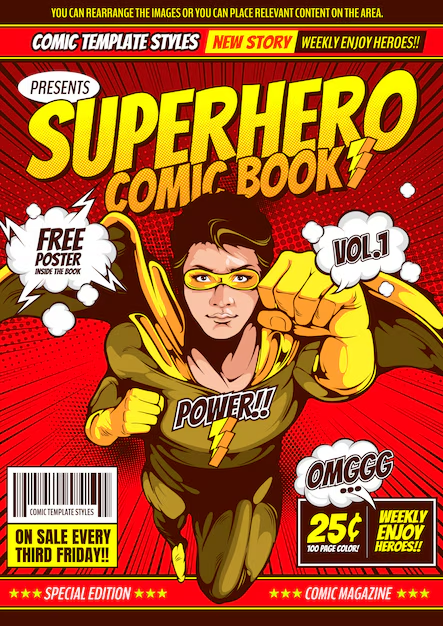 YOU CAN REARRANGE THE IMAGES OR YOU CAN PLACE RELEVANT CONTENT ON THE AREA.
COMIC TEMPLATE STYLES NEW STORY WEEKLY ENJOY HEROES!!
PRESENTS
SUPERHERO
COMIC BOOK
FREE
POSTER
INSIDE THE BOOK
VOL.1
POWER!!
OMGGG
...
COMIC TEMPLATE STYLES
ON SALE EVERY
THIRD FRIDAY!!
25¢
100 PAGE COLOR!
WEEKLY
ENJOY
HEROES!!
★★★ SPECIAL EDITION ★★★
★★★ COMIC MAGAZINE ★★★